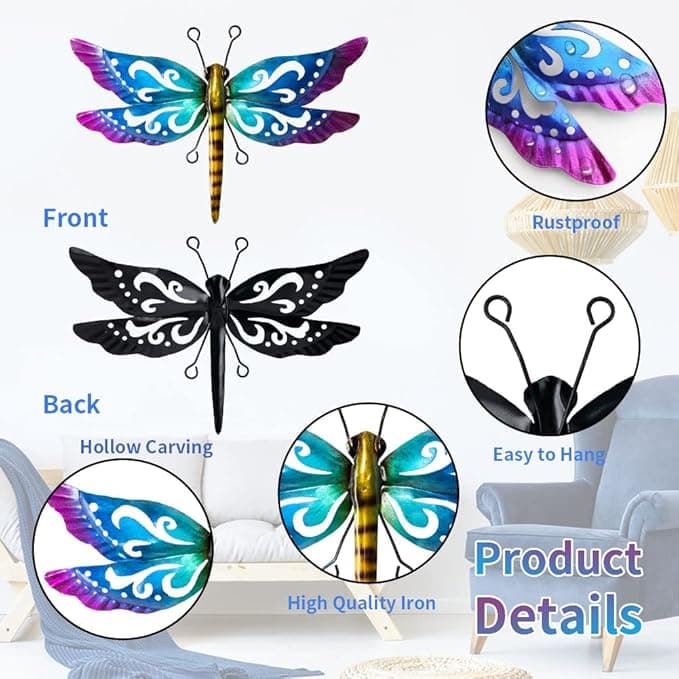 Front
Rustproof
Back
Hollow Carving
Easy to Hang
High Quality Iron
Product
Details